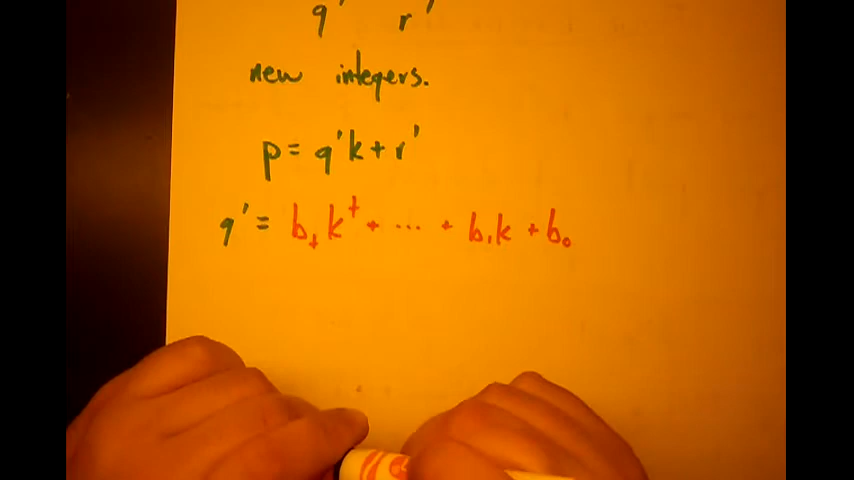 q' r'
new integers.
p = q'k + r'
q' = b_t k^t + ... + b_1 k + b_0